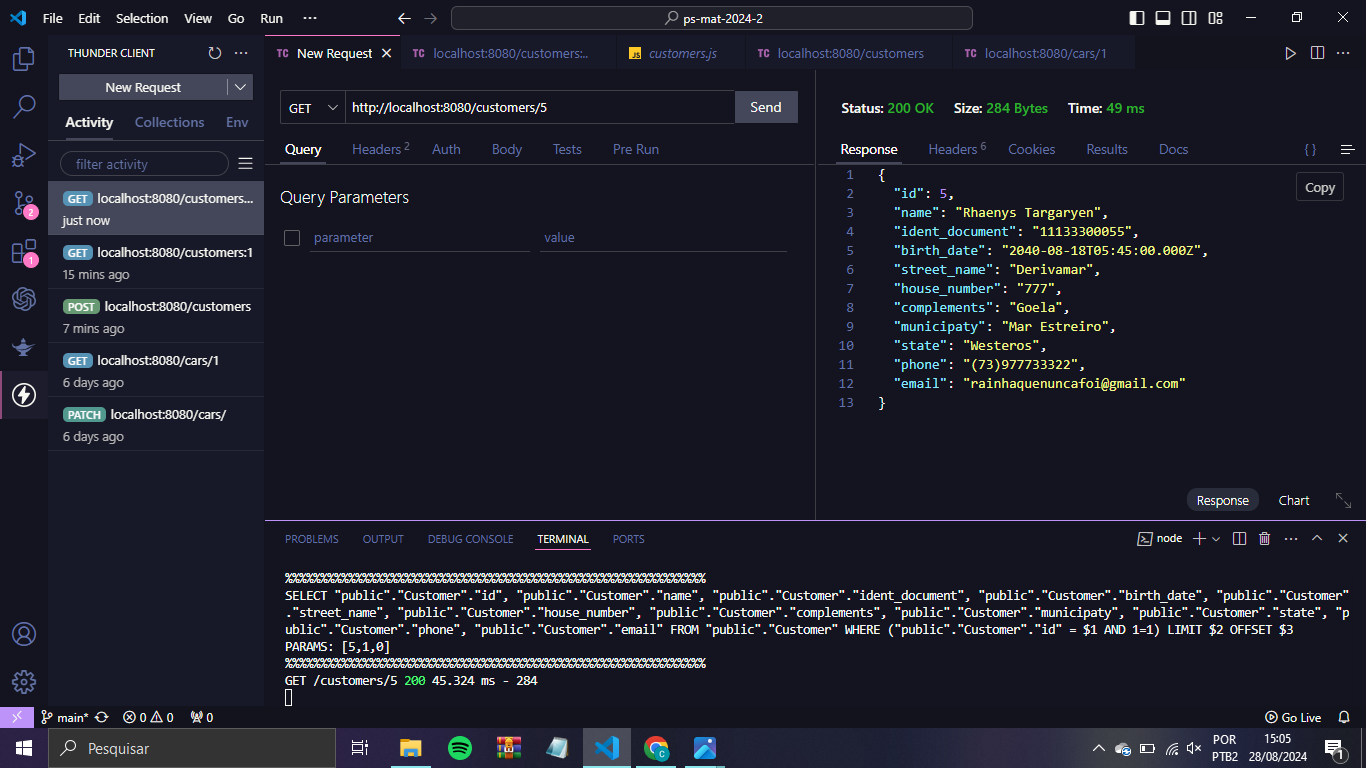 File Edit Selection View Go Run ··· ps-mat-2024-2
THUNDER CLIENT
New Request
Activity Collections Env
filter activity
GET localhost:8080/customers...
just now
GET localhost:8080/customers:1
15 mins ago
POST localhost:8080/customers
7 mins ago
GET localhost:8080/cars/1
6 days ago
PATCH localhost:8080/cars/
6 days ago
2
1
TC New Request TC localhost:8080/customers:... JS customers.js TC localhost:8080/customers TC localhost:8080/cars/1
GET http://localhost:8080/customers/5 Send
Query Headers 2 Auth Body Tests Pre Run
Query Parameters
parameter value
Status: 200 OK Size: 284 Bytes Time: 49 ms
Response Headers 6 Cookies Results Docs { }
Copy
1 {
2 "id": 5,
3 "name": "Rhaenys Targaryen",
4 "ident_document": "11133300055",
5 "birth_date": "2040-08-18T05:45:00.000Z",
6 "street_name": "Derivamar",
7 "house_number": "777",
8 "complements": "Goela",
9 "municipaty": "Mar Estreiro",
10 "state": "Westeros",
11 "phone": "(73)977733322",
12 "email": "rainhaquenuncafoi@gmail.com"
13 }
Response Chart
PROBLEMS OUTPUT DEBUG CONSOLE TERMINAL PORTS node
%%%%%%%%%%%%%%%%%%%%%%%%%%%%%%%%%%%%%%%%%%%%%%%%%%%%%%%%%%%%
SELECT "public"."Customer"."id", "public"."Customer"."name", "public"."Customer"."ident_document", "public"."Customer"."birth_date", "public"."Customer"
."street_name", "public"."Customer"."house_number", "public"."Customer"."complements", "public"."Customer"."municipaty", "public"."Customer"."state", "p
ublic"."Customer"."phone", "public"."Customer"."email" FROM "public"."Customer" WHERE ("public"."Customer"."id" = $1 AND 1=1) LIMIT $2 OFFSET $3
PARAMS: [5,1,0]
%%%%%%%%%%%%%%%%%%%%%%%%%%%%%%%%%%%%%%%%%%%%%%%%%%%%%%%%%%%%
GET /customers/5 200 45.324 ms - 284
main* 0 0 0 Go Live
Pesquisar
POR
PTB2
15:05
28/08/2024
1